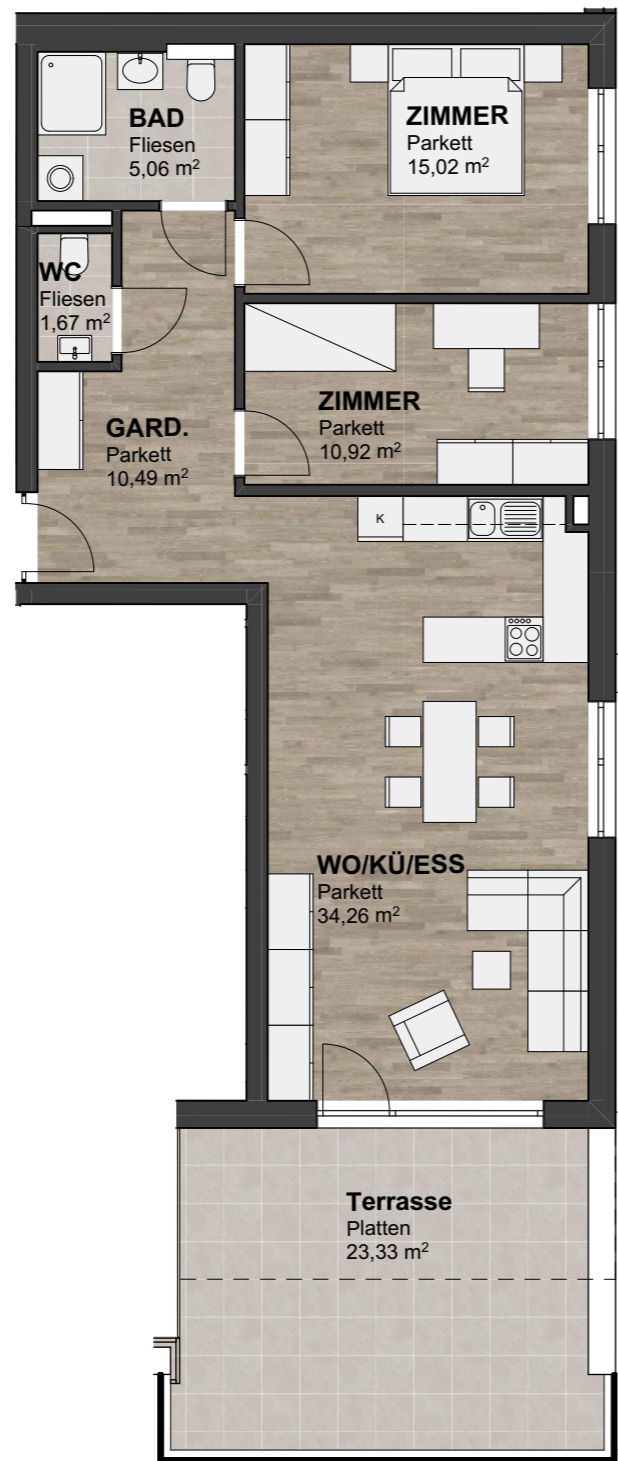 BAD
Fliesen
5,06 m²
ZIMMER
Parkett
15,02 m²
WC
Fliesen
1,67 m²
ZIMMER
Parkett
10,92 m²
GARD.
Parkett
10,49 m²
K
WO/KÜ/ESS
Parkett
34,26 m²
Terrasse
Platten
23,33 m²